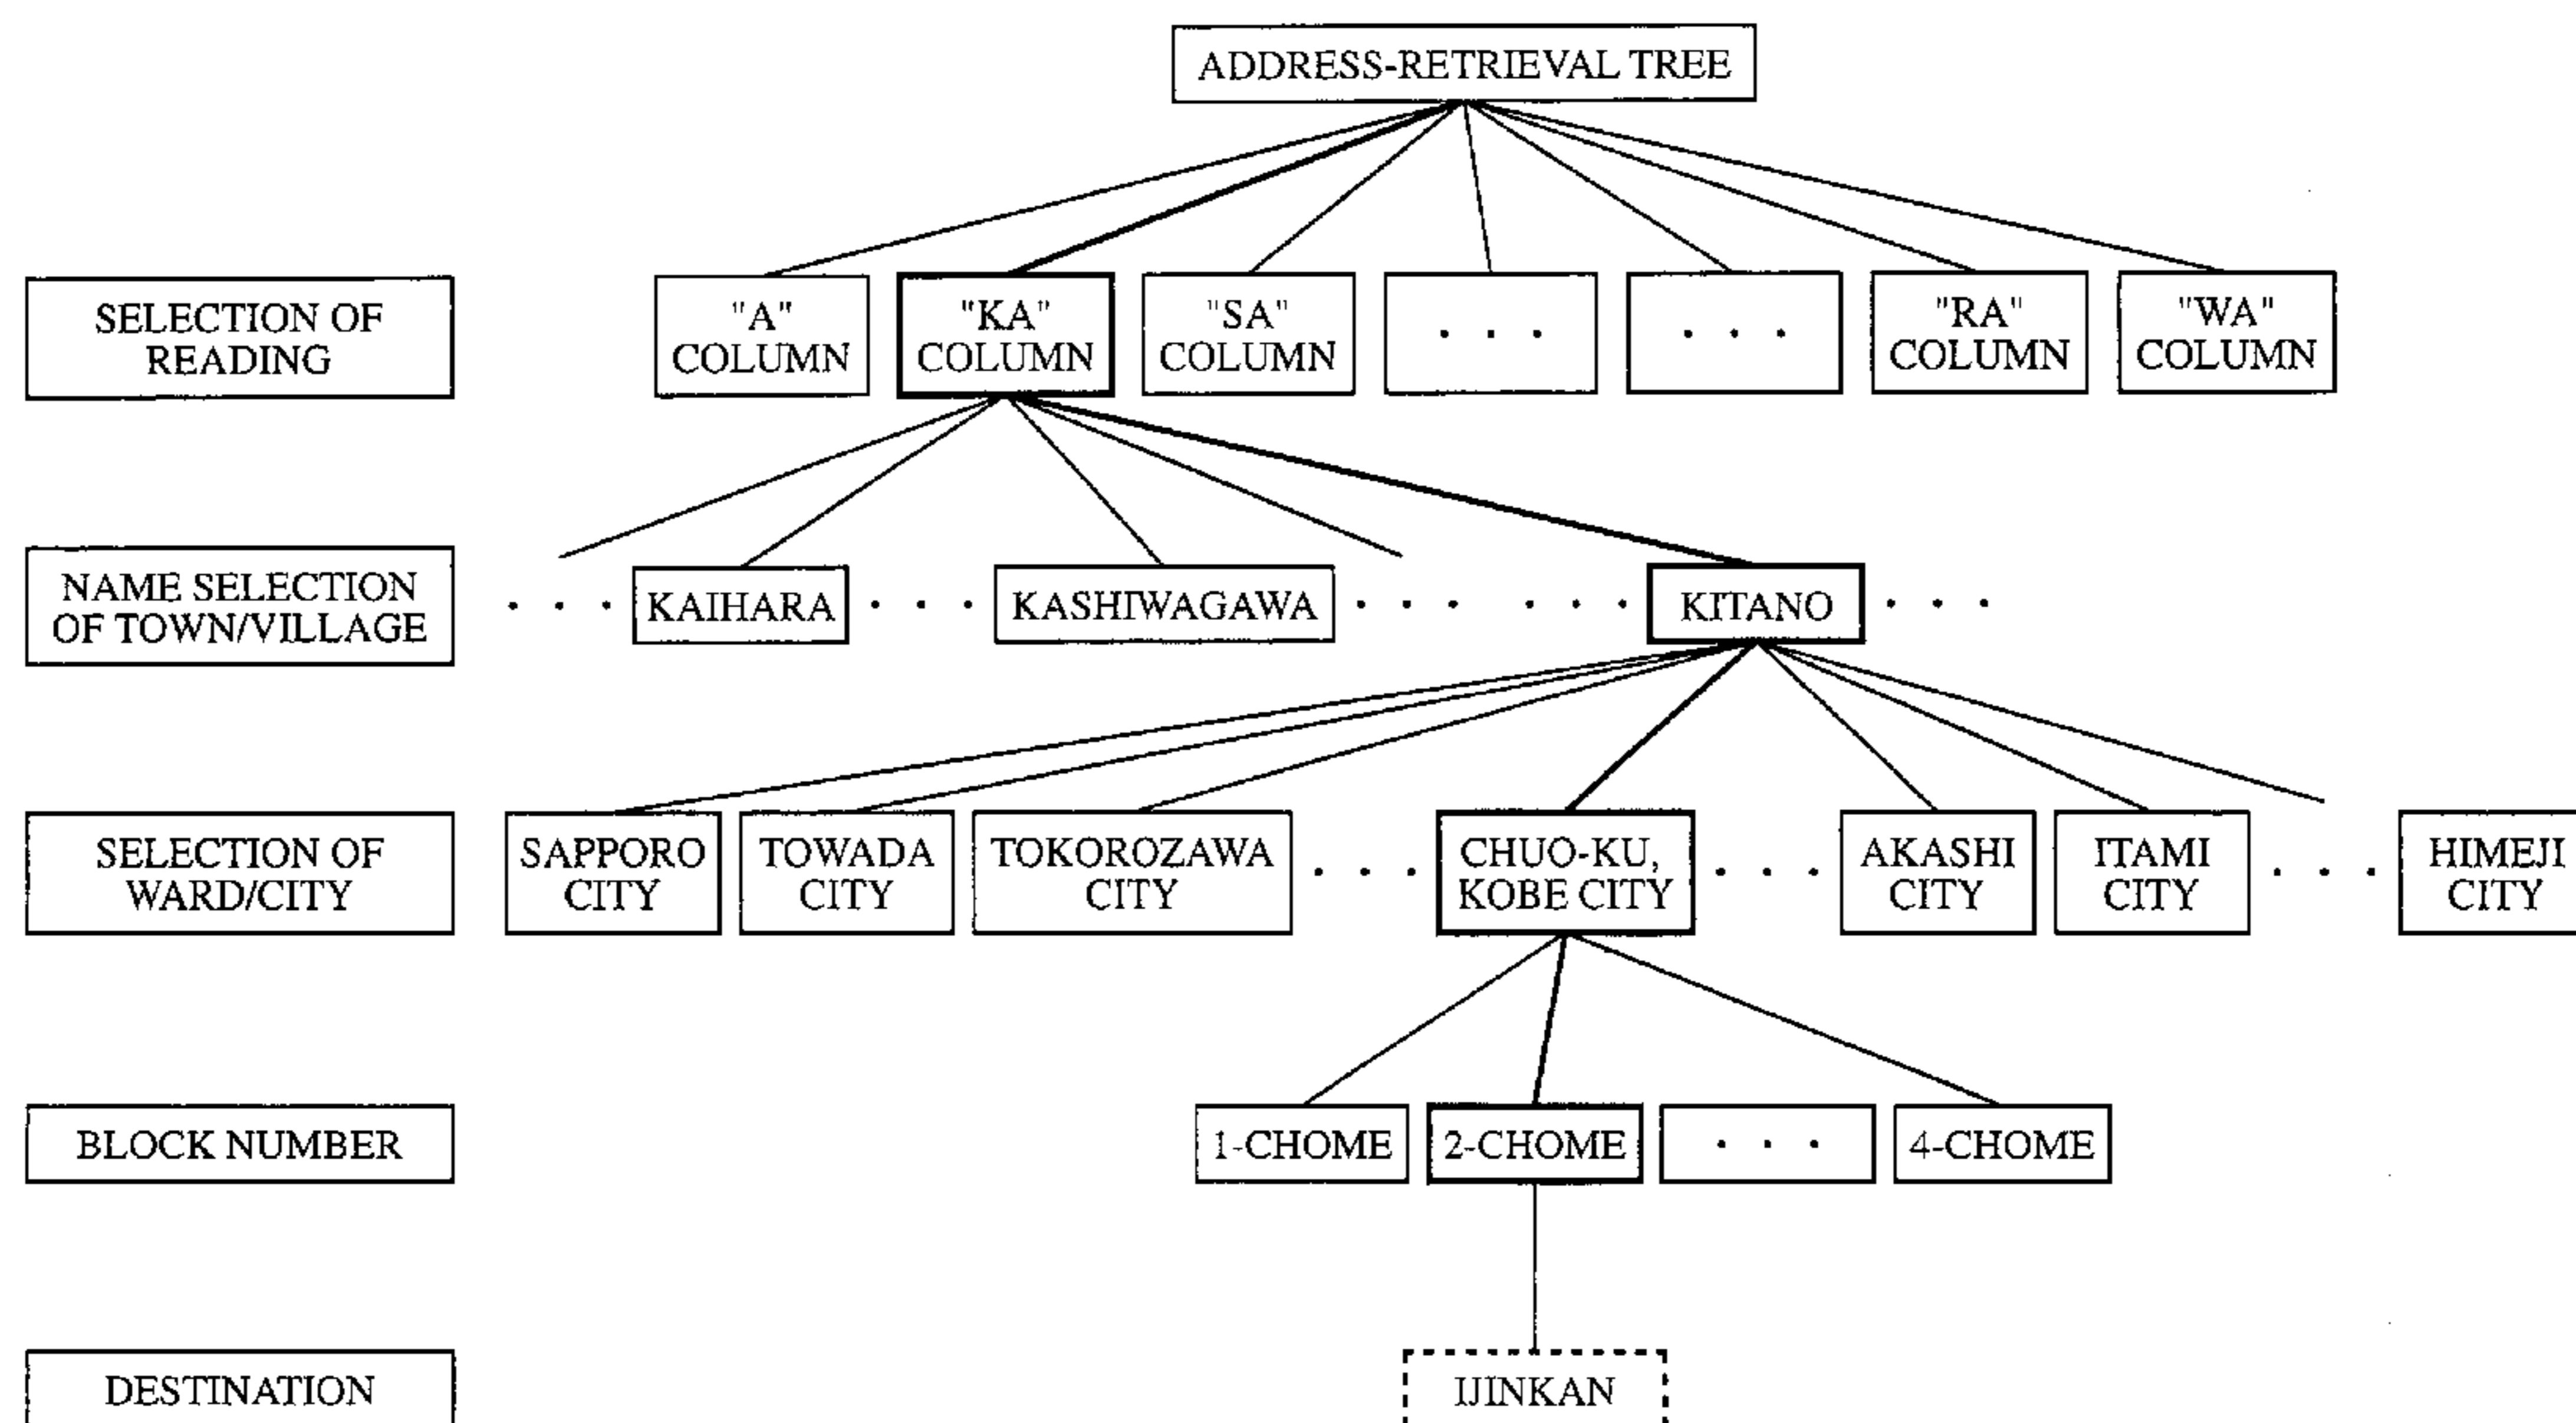 ADDRESS-RETRIEVAL TREE
SELECTION OF
READING
"A"
COLUMN
"KA"
COLUMN
"SA"
COLUMN
. . .
. . .
"RA"
COLUMN
"WA"
COLUMN
NAME SELECTION
OF TOWN/VILLAGE
. . . KAIHARA . . . KASHIWAGAWA . . . . . . KITANO . . .
SELECTION OF
WARD/CITY
SAPPORO
CITY
TOWADA
CITY
TOKOROZAWA
CITY
. . .
CHUO-KU,
KOBE CITY
. . .
AKASHI
CITY
ITAMI
CITY
. . .
HIMEJI
CITY
BLOCK NUMBER
1-CHOME
2-CHOME
. . .
4-CHOME
DESTINATION
IJINKAN